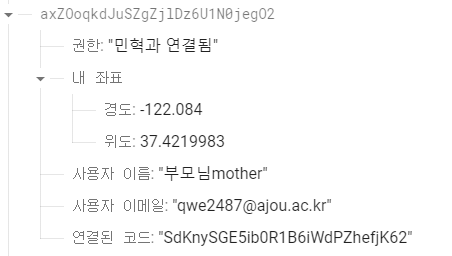 axZOoqkdJuSZgZjlDz6U1N0jegO2
권한: "민혁과 연결됨"
내 좌표
경도: -122.084
위도: 37.4219983
사용자 이름: "부모님mother"
사용자 이메일: "qwe2487@ajou.ac.kr"
연결된 코드: "SdKnySGE5ib0R1B6iWdPZhefjK62"